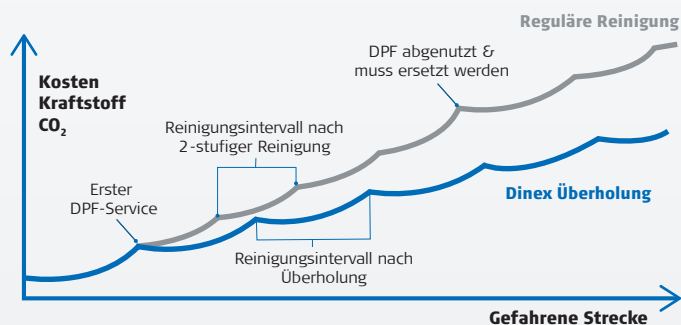 Reguläre Reinigung
DPF abgenutzt &
muss ersetzt werden
Kosten
Kraftstoff
CO₂
Reinigungsintervall nach
2-stufiger Reinigung
Erster
DPF-Service
Dinex Überholung
Reinigungsintervall nach
Überholung
Gefahrene Strecke